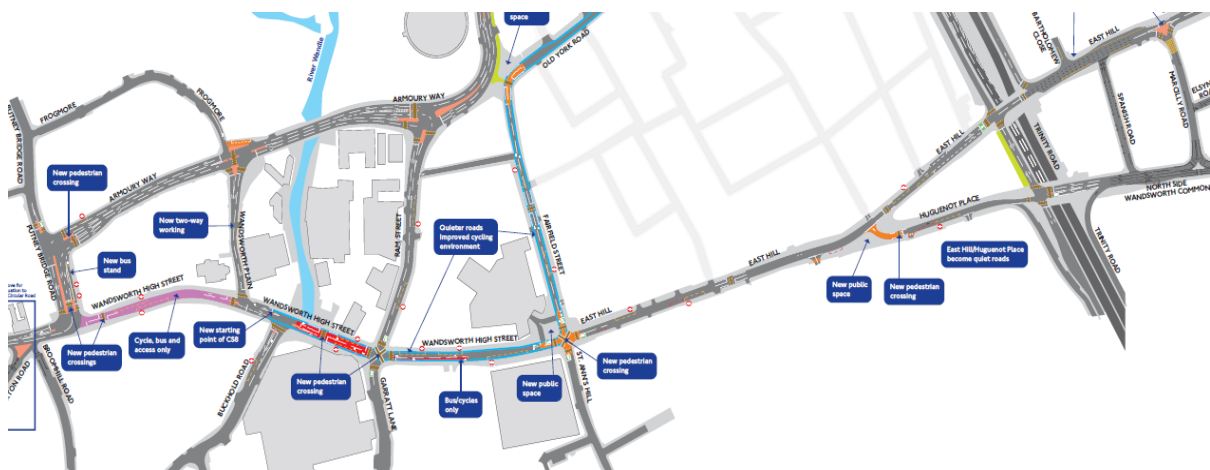 space
OLD YORK ROAD
River Wandle
BARTHOLOMEW
CLOSE
EAST HILL
FROGMORE
FROGMORE
ARMOURY WAY
PUTNEY BRIDGE ROAD
MARCILLY ROAD
SPANISH ROAD
New pedestrian
crossing
ARMOURY WAY
EAST HILL
TRINITY ROAD
NORTH SIDE
WANDSWORTH COMMON
HUGUENOT PLACE
Now two-way
working
WANDSWORTH PLAIN
RAM STREET
Quieter roads
Improved cycling
environment
FAIRFIELD STREET
PUTNEY BRIDGE ROAD
New bus
stand
EAST HILL
East Hill/Huguenot Place
become quiet roads
TRINITY ROAD
New public
space
New pedestrian
crossing
WANDSWORTH HIGH STREET
WANDSWORTH HIGH STREET
EAST HILL
New starting
point of CS8
Cycle, bus and
access only
New pedestrian
crossings
WANDSWORTH HIGH STREET
New pedestrian
crossing
BROOMHILL ROAD
BUCKHOLD ROAD
New pedestrian
crossing
GARRATT LANE
Bus/cycles
only
New public
space
ST. ANN'S HILL